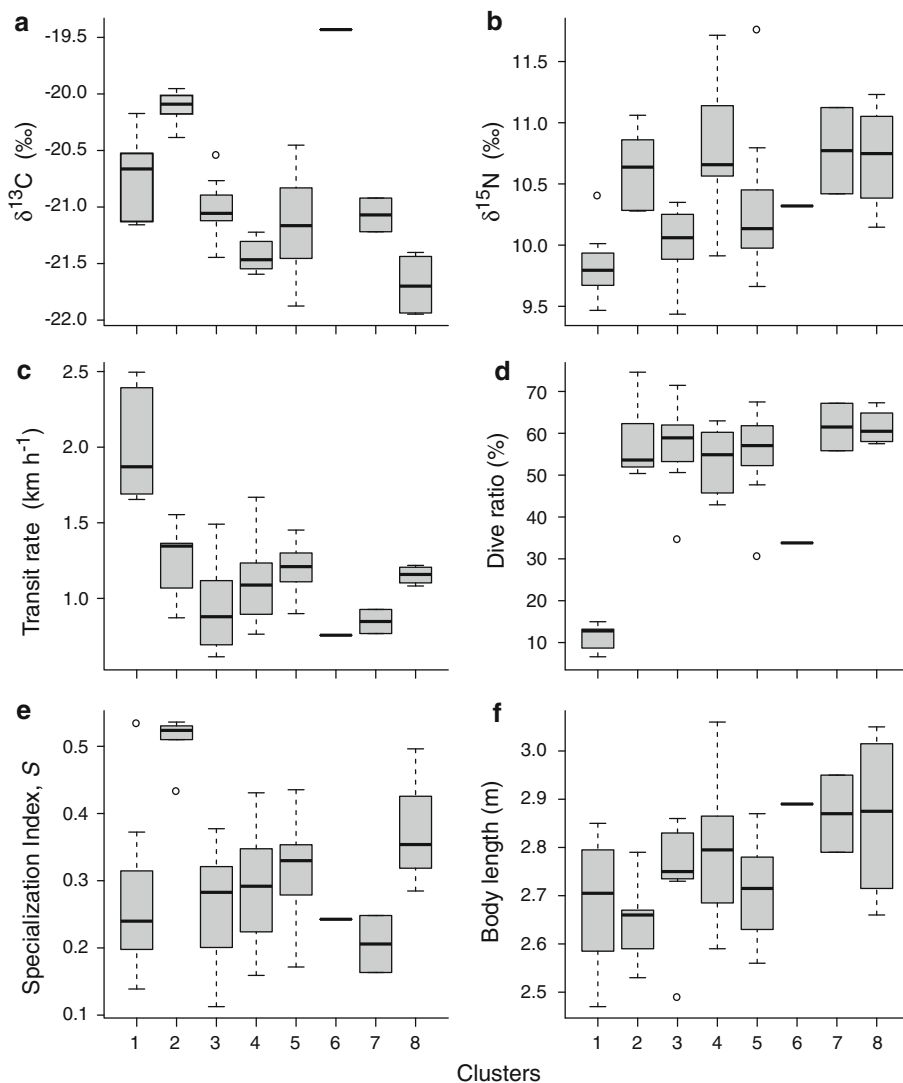 a
-19.5
-20.0
-20.5
-21.0
-21.5
-22.0
δ13C (‰)
b
11.5
11.0
10.5
10.0
9.5
δ15N (‰)
c
2.5
2.0
1.5
1.0
Transit rate (km h-1)
d
70
60
50
40
30
20
10
Dive ratio (%)
e
0.5
0.4
0.3
0.2
0.1
Specialization Index, S
1 2 3 4 5 6 7 8
f
3.0
2.9
2.8
2.7
2.6
2.5
Body length (m)
1 2 3 4 5 6 7 8
Clusters